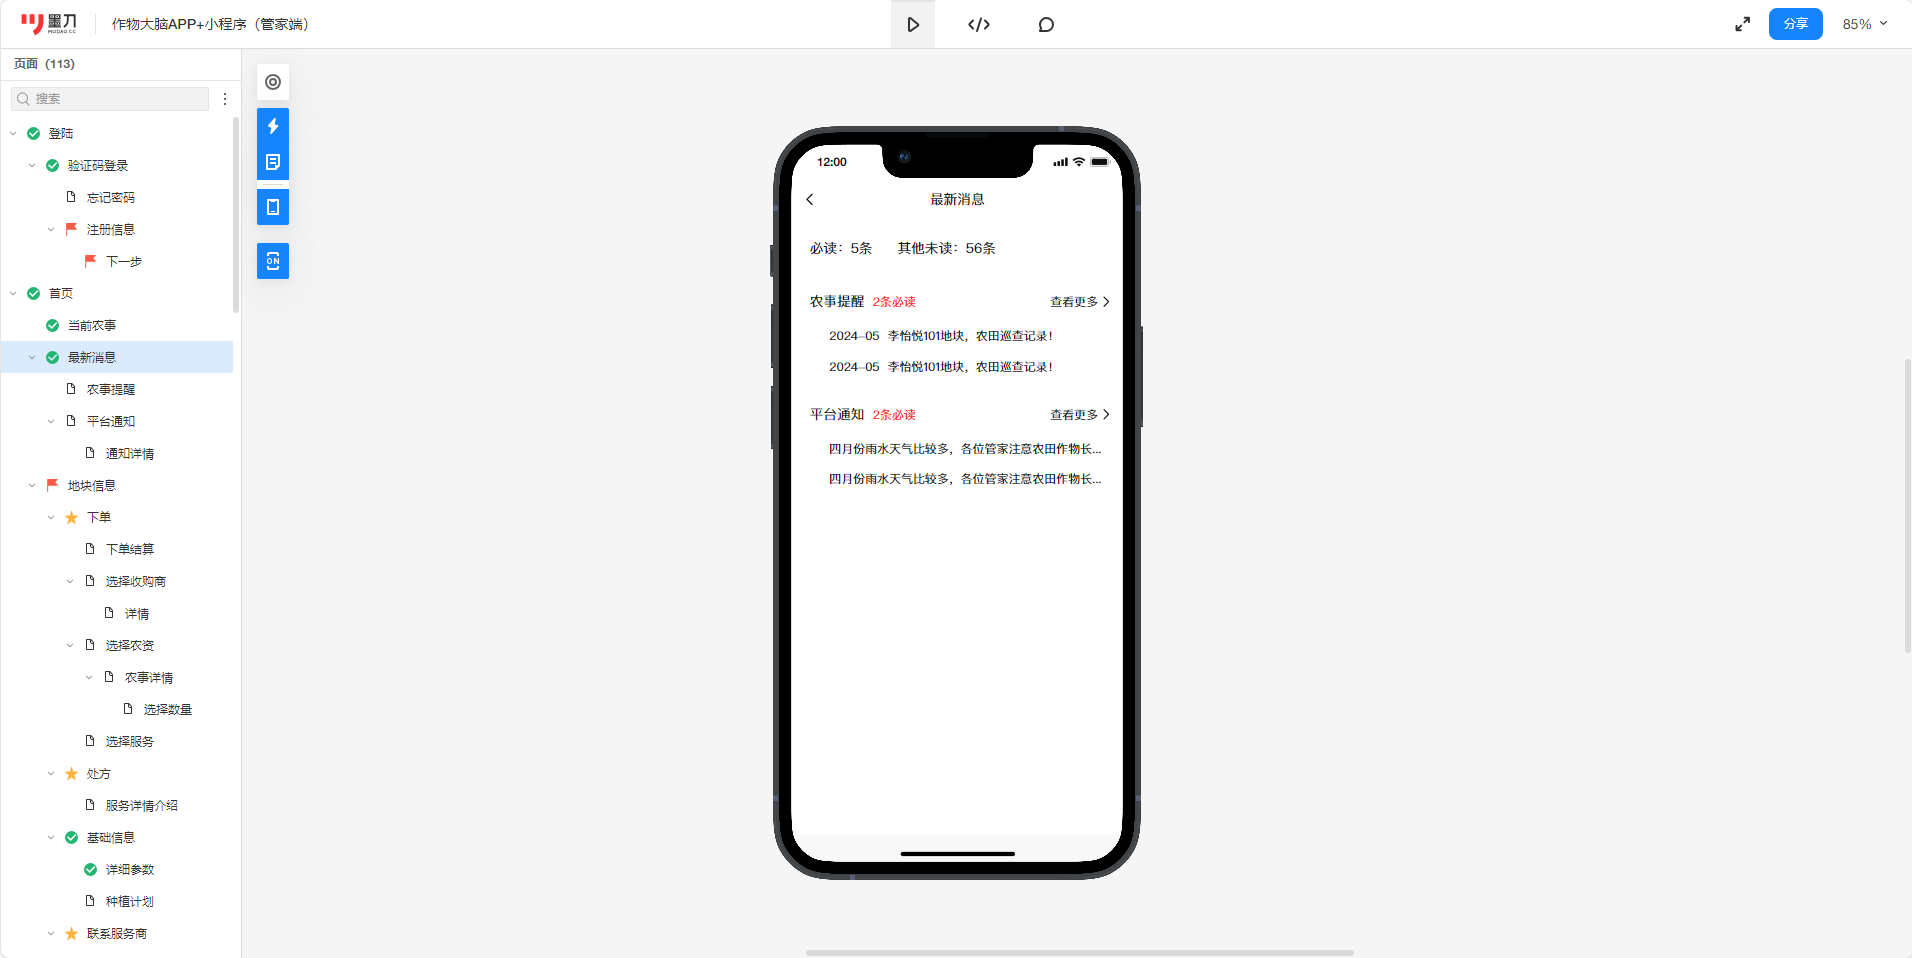 墨刀
MODAO.CC
作物大脑APP+小程序（管家端）
分享
85%
页面（113）
搜索
登陆
验证码登录
忘记密码
注册信息
下一步
首页
当前农事
最新消息
农事提醒
平台通知
通知详情
地块信息
下单
下单结算
选择收购商
详情
选择农资
农事详情
选择数量
选择服务
处方
服务详情介绍
基础信息
详细参数
种植计划
联系服务商
ON
12:00
最新消息
必读：5条 其他未读：56条
农事提醒 2条必读 查看更多
2024-05 李怡悦101地块，农田巡查记录！
2024-05 李怡悦101地块，农田巡查记录！
平台通知 2条必读 查看更多
四月份雨水天气比较多，各位管家注意农田作物长...
四月份雨水天气比较多，各位管家注意农田作物长...